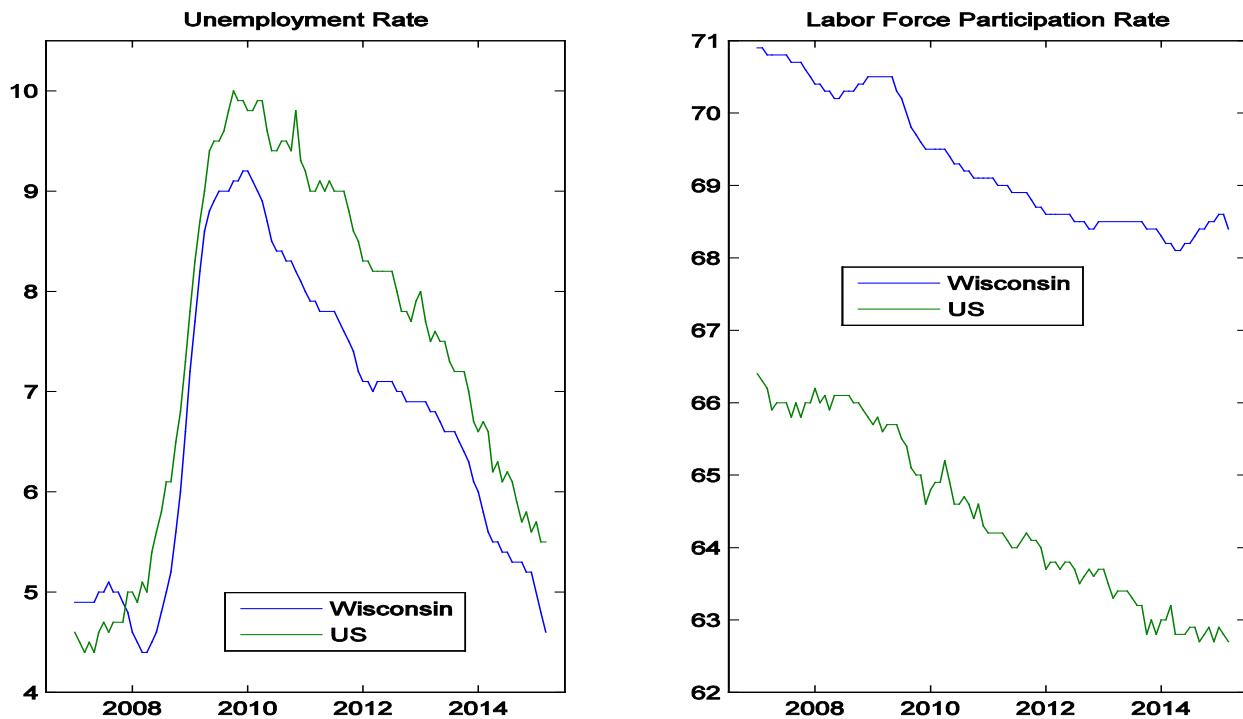 Unemployment Rate
10
9
8
7
6
5
4
2008 2010 2012 2014
Wisconsin
US
Labor Force Participation Rate
71
70
69
68
67
66
65
64
63
62
2008 2010 2012 2014
Wisconsin
US